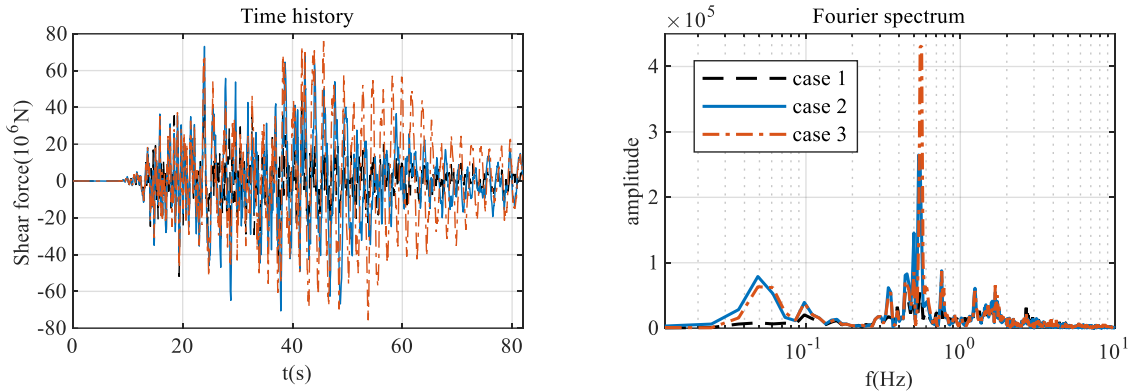 Time history
80
60
40
20
0
-20
-40
-60
-80
0
20
40
60
80
Shear force(10^6N)
t(s)
Fourier spectrum
×10^5
4
3
2
1
0
10^-1
10^0
10^1
amplitude
f(Hz)
case 1
case 2
case 3